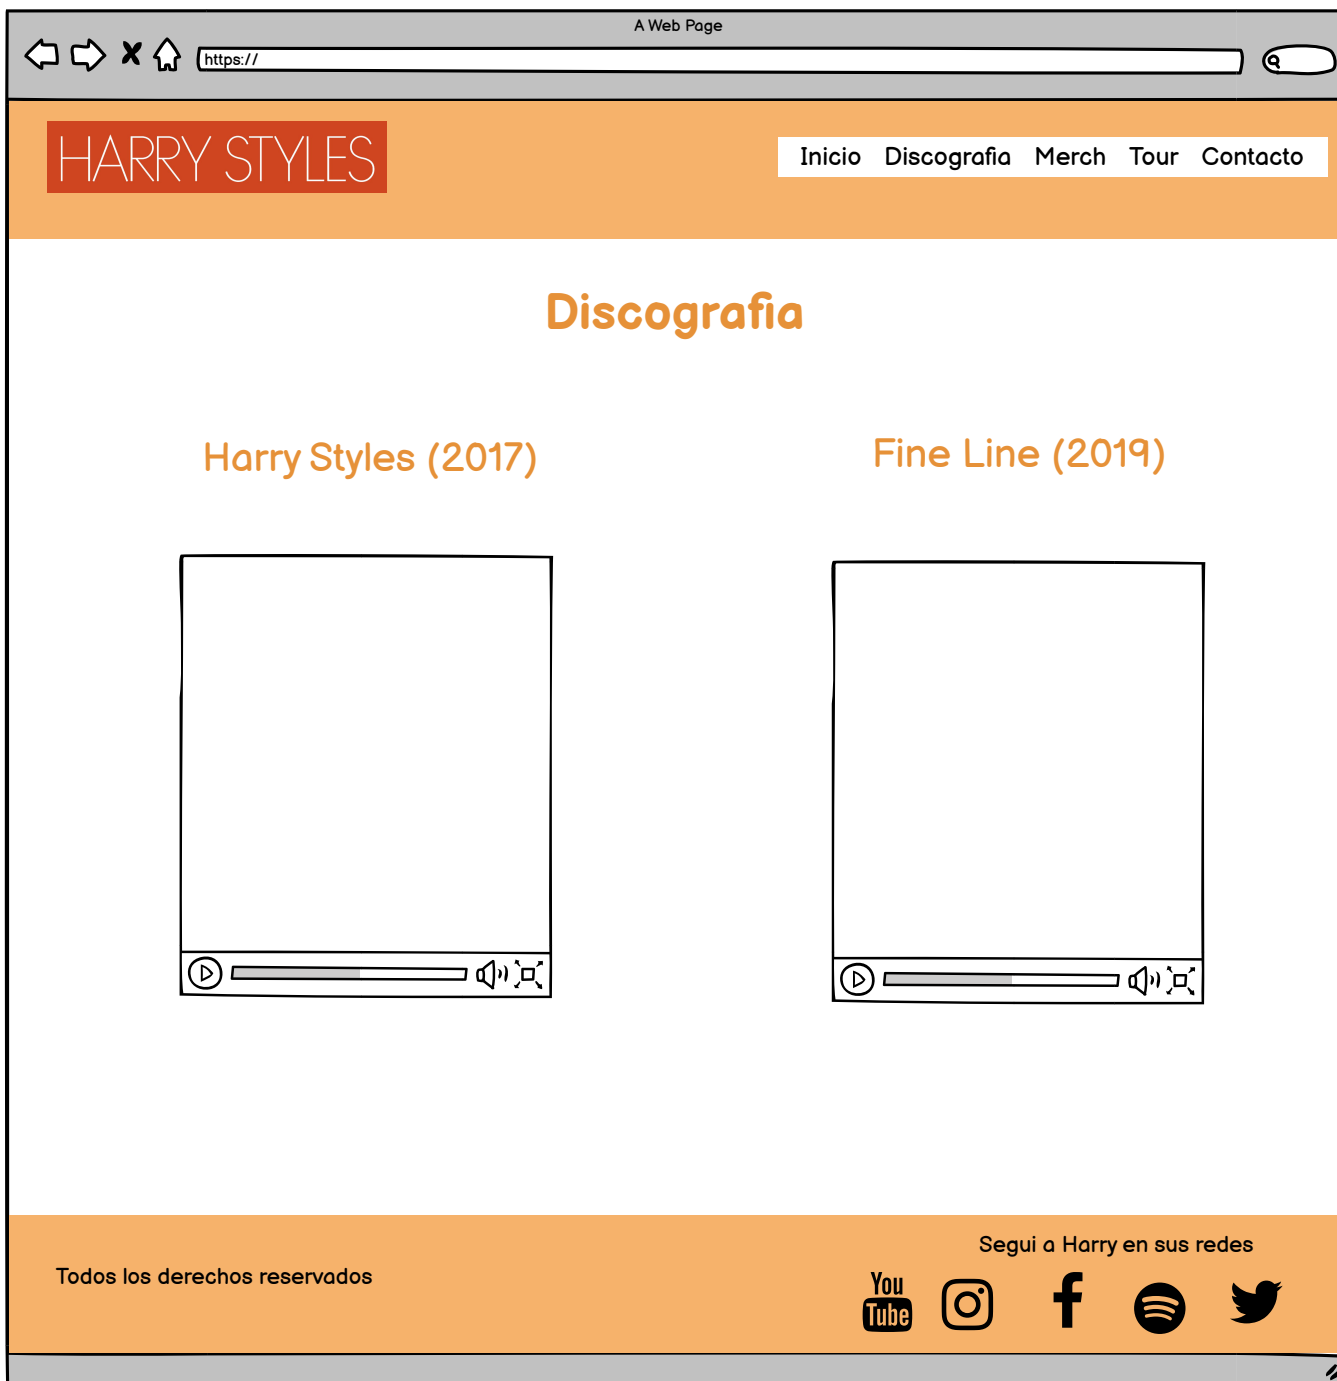 A Web Page
https://
HARRY STYLES
Inicio Discografia Merch Tour Contacto
Discografia
Harry Styles (2017)
Fine Line (2019)
Segui a Harry en sus redes
Todos los derechos reservados
You
Tube